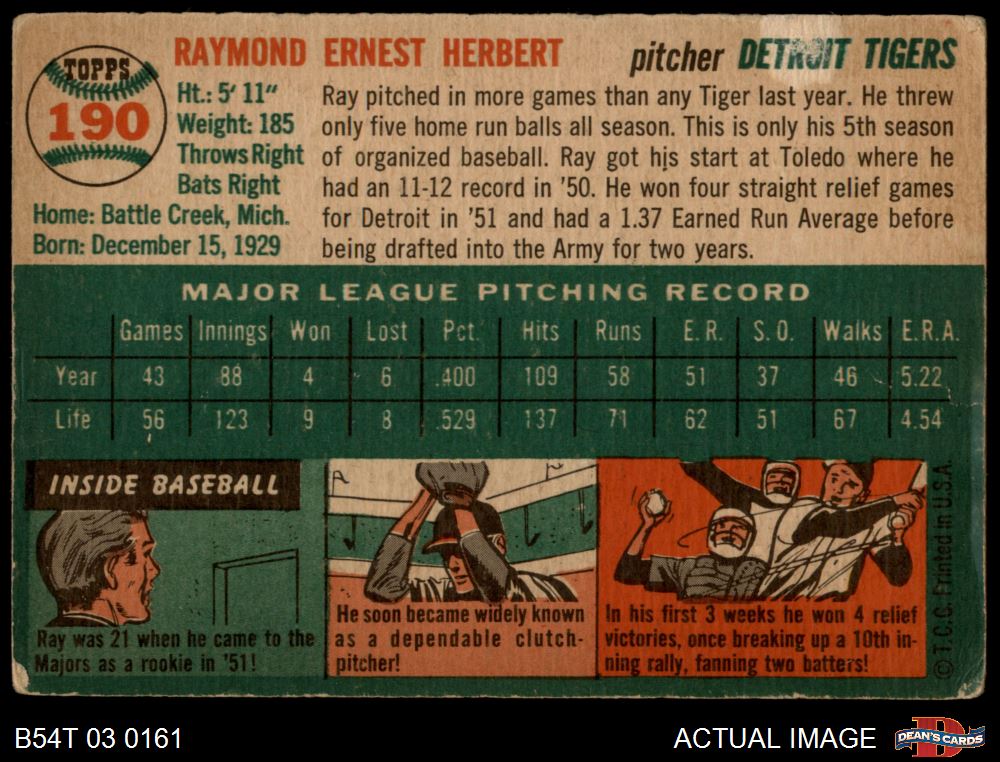 TOPPS
190
RAYMOND ERNEST HERBERT
pitcher DETROIT TIGERS
Ht.: 5' 11"
Weight: 185
Throws Right
Bats Right
Home: Battle Creek, Mich.
Born: December 15, 1929
Ray pitched in more games than any Tiger last year. He threw
only five home run balls all season. This is only his 5th season
of organized baseball. Ray got his start at Toledo where he
had an 11-12 record in '50. He won four straight relief games
for Detroit in '51 and had a 1.37 Earned Run Average before
being drafted into the Army for two years.
MAJOR LEAGUE PITCHING RECORD
Games Innings Won Lost Pct. Hits Runs E. R. S. O. Walks E.R.A.
Year 43 88 4 6 .400 109 58 51 37 46 5.22
Life 56 123 9 8 .529 137 71 62 51 67 4.54
INSIDE BASEBALL
Ray was 21 when he came to the
Majors as a rookie in '51!
He soon became widely known
as a dependable clutch-
pitcher!
In his first 3 weeks he won 4 relief
victories, once breaking up a 10th in-
ning rally, fanning two batters!
© T. C. G. Printed in U.S.A.
B54T 03 0161
ACTUAL IMAGE
DEAN'S CARDS